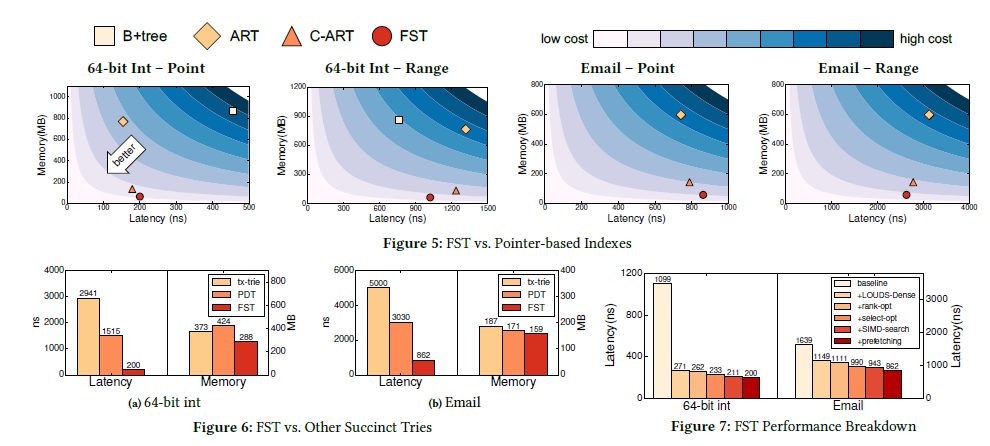 B+tree ART C-ART FST low cost high cost
64-bit Int – Point 64-bit Int – Range Email – Point Email – Range
Memory(MB)
1000
800
600
400
200
0
better
0 100 200 300 400 500
Latency (ns)
Memory(MB)
1200
900
600
300
0
0 300 600 900 1200 1500
Latency (ns)
Memory(MB)
800
600
400
200
0
0 200 400 600 800 1000
Latency (ns)
Memory(MB)
800
600
400
200
0
0 1000 2000 3000 4000
Latency (ns)
Figure 5: FST vs. Pointer-based Indexes
ns
4000
3000
2000
1000
0
2941
1515
200
373
424
288
tx-trie
PDT
FST
800
600
400
200
0
MB
Latency Memory
(a) 64-bit int
ns
6000
4000
2000
0
5000
3030
862
187
171
159
tx-trie
PDT
FST
400
300
200
100
0
MB
Latency Memory
(b) Email
Figure 6: FST vs. Other Succinct Tries
Latency(ns)
1200
800
400
0
1099
271
262
233
211
200
1639
1149
1111
990
943
862
baseline
+LOUDS-Dense
+rank-opt
+select-opt
+SIMD-search
+prefetching
3000
2000
1000
0
Latency(ns)
64-bit int Email
Figure 7: FST Performance Breakdown